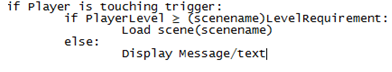 if Player is touching trigger:
if PlayerLevel ≥ (scenename)LevelRequirement:
Load scene(scenename)
else:
Display Message/text